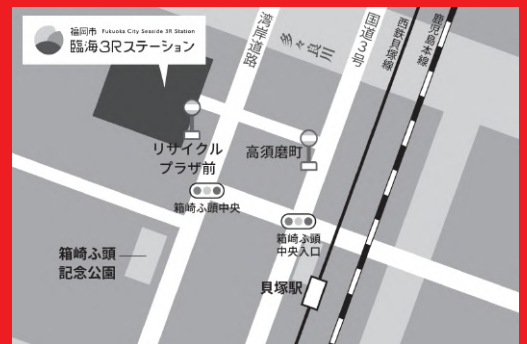 福岡市 Fukuoka City Seaside 3R Station
臨海3Rステーション
湾岸道路
多々良川
国道3号
西鉄貝塚線
鹿児島本線
リサイクル
プラザ前
高須磨町
箱崎ふ頭中央
箱崎ふ頭
中央入口
箱崎ふ頭
記念公園
貝塚駅